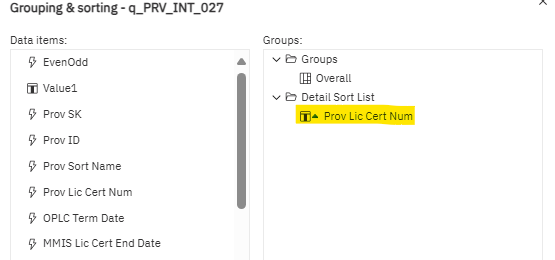 Grouping & sorting - q_PRV_INT_027
Data items:
EvenOdd
Value1
Prov SK
Prov ID
Prov Sort Name
Prov Lic Cert Num
OPLC Term Date
MMIS Lic Cert End Date
Groups:
Groups
Overall
Detail Sort List
Prov Lic Cert Num